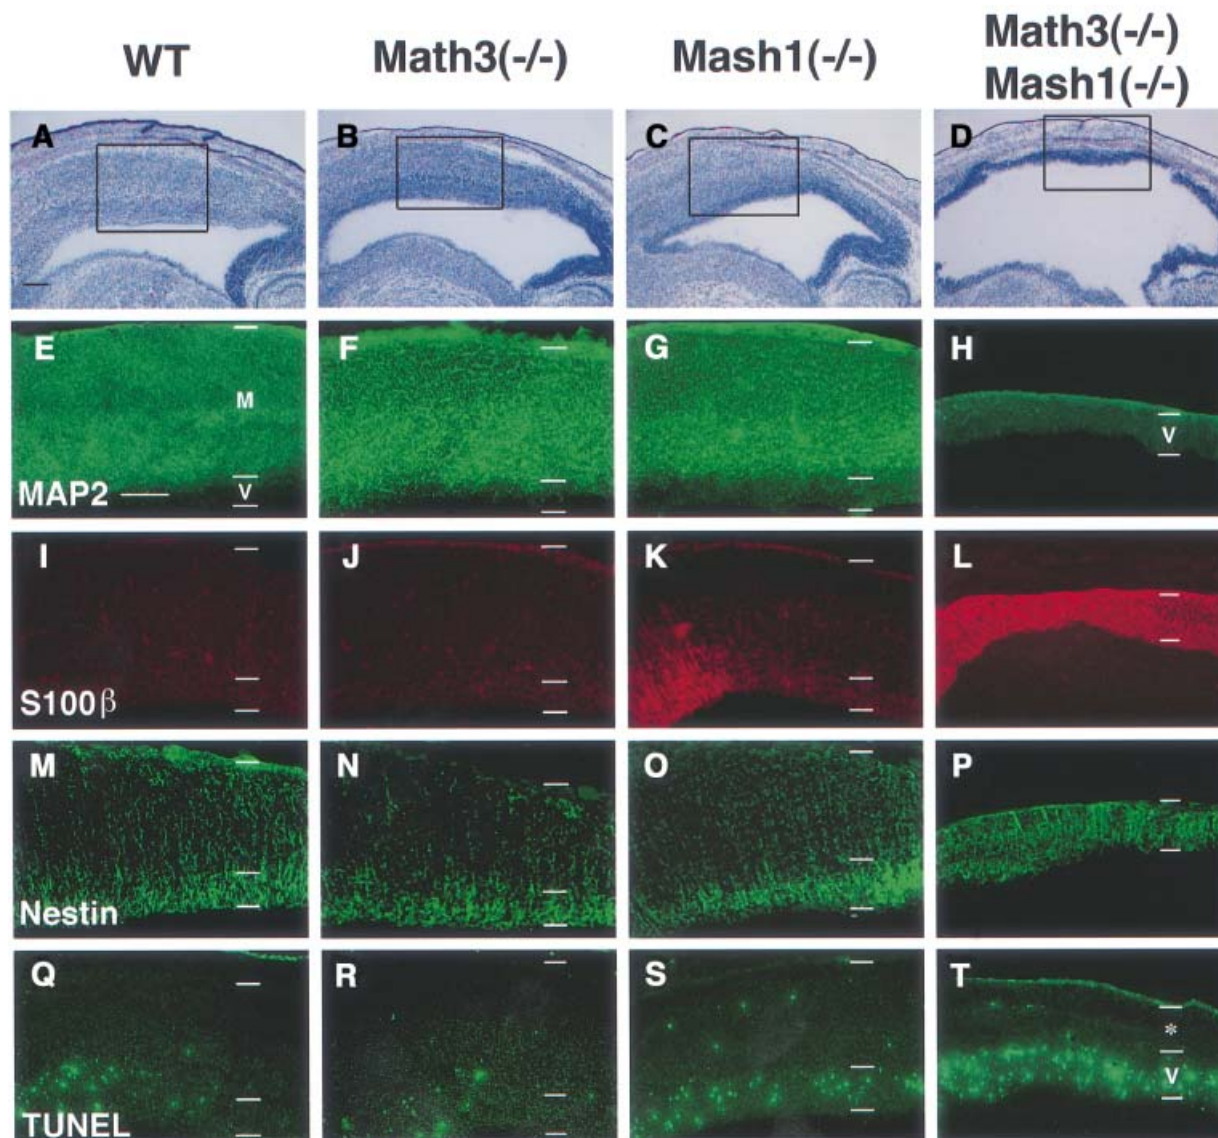 WT Math3(-/-) Mash1(-/-) Math3(-/-)
Mash1(-/-)
A B C D
E F G H
M
V
V
MAP2
I J K L
S100β
M N O P
Nestin
Q R S T
*
V
TUNEL